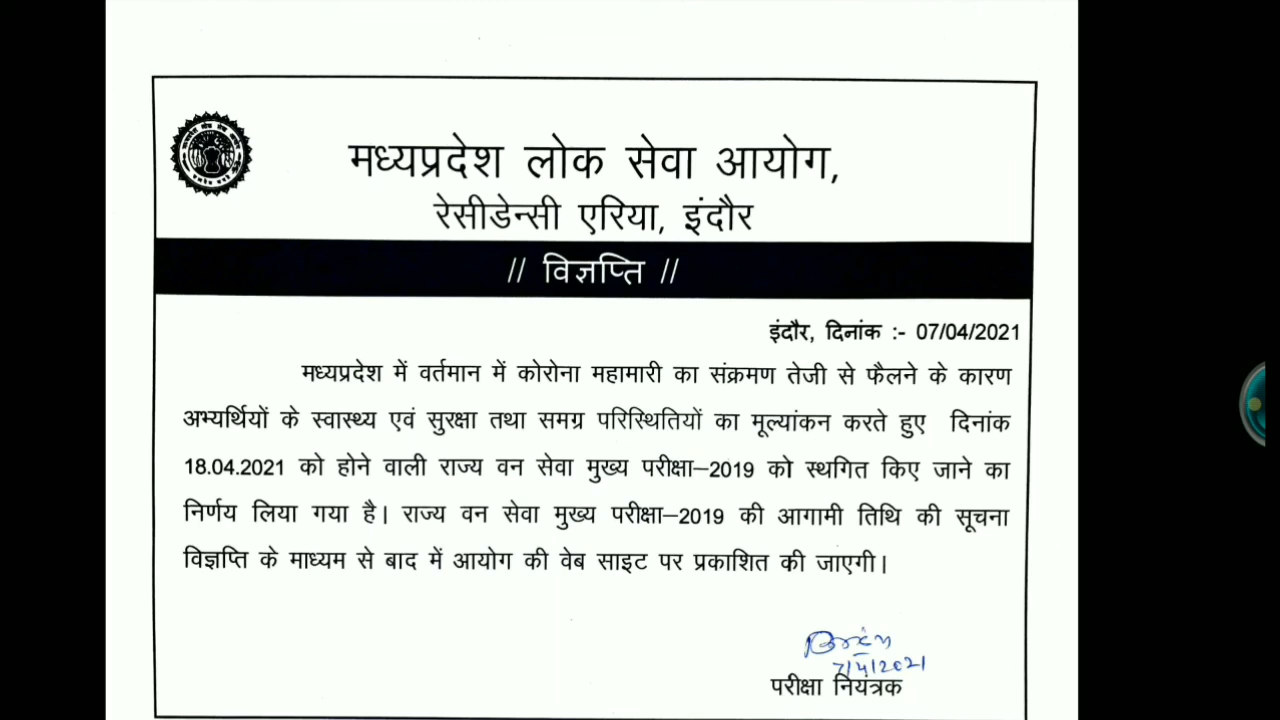 मध्यप्रदेश लोक सेवा आयोग,
रेसीडेन्सी एरिया, इंदौर
// विज्ञप्ति //
इंदौर, दिनांक :- 07/04/2021
मध्यप्रदेश में वर्तमान में कोरोना महामारी का संक्रमण तेजी से फैलने के कारण
अभ्यर्थियों के स्वास्थ्य एवं सुरक्षा तथा समग्र परिस्थितियों का मूल्यांकन करते हुए दिनांक
18.04.2021 को होने वाली राज्य वन सेवा मुख्य परीक्षा–2019 को स्थगित किए जाने का
निर्णय लिया गया है। राज्य वन सेवा मुख्य परीक्षा–2019 की आगामी तिथि की सूचना
विज्ञप्ति के माध्यम से बाद में आयोग की वेब साइट पर प्रकाशित की जाएगी।
7/4/2021
परीक्षा नियंत्रक